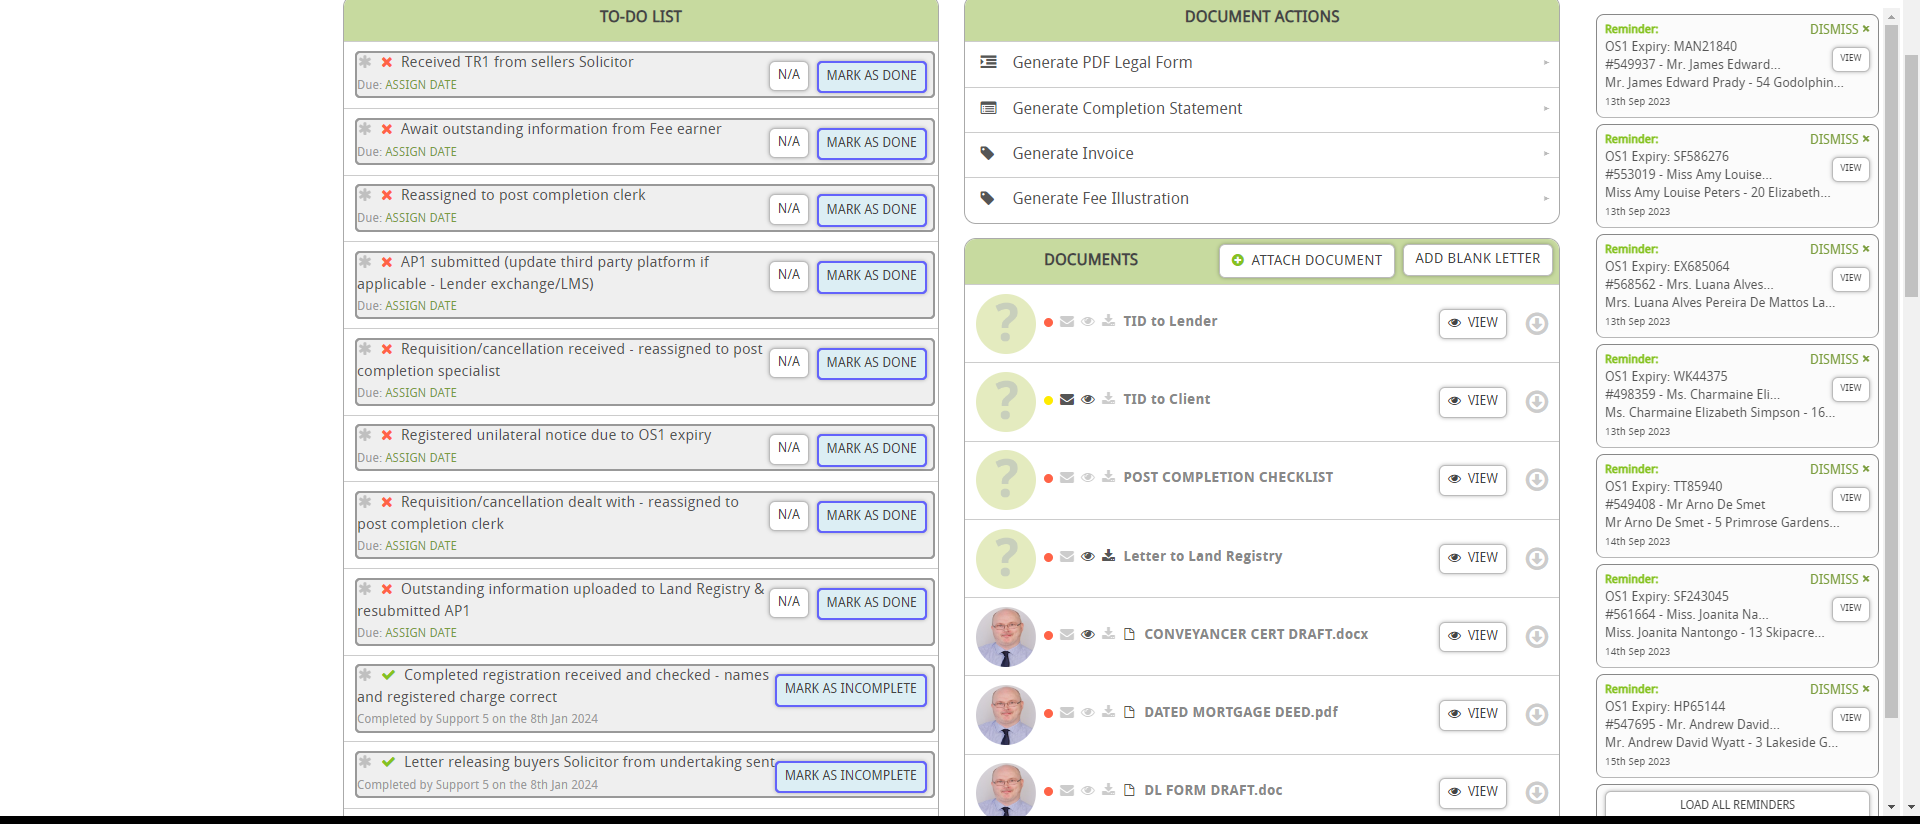 TO-DO LIST
Received TR1 from sellers Solicitor
N/A
MARK AS DONE
Due: ASSIGN DATE
Await outstanding information from Fee earner
N/A
MARK AS DONE
Due: ASSIGN DATE
Reassigned to post completion clerk
N/A
MARK AS DONE
Due: ASSIGN DATE
AP1 submitted (update third party platform if
applicable - Lender exchange/LMS)
N/A
MARK AS DONE
Due: ASSIGN DATE
Requisition/cancellation received - reassigned to post
completion specialist
N/A
MARK AS DONE
Due: ASSIGN DATE
Registered unilateral notice due to OS1 expiry
N/A
MARK AS DONE
Due: ASSIGN DATE
Requisition/cancellation dealt with - reassigned to
post completion clerk
N/A
MARK AS DONE
Due: ASSIGN DATE
Outstanding information uploaded to Land Registry &
resubmitted AP1
N/A
MARK AS DONE
Due: ASSIGN DATE
Completed registration received and checked - names
and registered charge correct
MARK AS INCOMPLETE
Completed by Support 5 on the 8th Jan 2024
Letter releasing buyers Solicitor from undertaking sent
MARK AS INCOMPLETE
Completed by Support 5 on the 8th Jan 2024
DOCUMENT ACTIONS
Generate PDF Legal Form
Generate Completion Statement
Generate Invoice
Generate Fee Illustration
DOCUMENTS
ATTACH DOCUMENT
ADD BLANK LETTER
? TID to Lender
VIEW
? TID to Client
VIEW
? POST COMPLETION CHECKLIST
VIEW
? Letter to Land Registry
VIEW
CONVEYANCER CERT DRAFT.docx
VIEW
DATED MORTGAGE DEED.pdf
VIEW
DL FORM DRAFT.doc
VIEW
Reminder:
DISMISS ×
OS1 Expiry: MAN21840
#549937 - Mr. James Edward...
VIEW
Mr. James Edward Prady - 54 Godolphin...
13th Sep 2023
Reminder:
DISMISS ×
OS1 Expiry: SF586276
#553019 - Miss Amy Louise...
VIEW
Miss Amy Louise Peters - 20 Elizabeth...
13th Sep 2023
Reminder:
DISMISS ×
OS1 Expiry: EX685064
#568562 - Mrs. Luana Alves...
VIEW
Mrs. Luana Alves Pereira De Mattos La...
13th Sep 2023
Reminder:
DISMISS ×
OS1 Expiry: WK44375
#498359 - Ms. Charmaine Eli...
VIEW
Ms. Charmaine Elizabeth Simpson - 16...
13th Sep 2023
Reminder:
DISMISS ×
OS1 Expiry: TT85940
#549408 - Mr Arno De Smet
VIEW
Mr Arno De Smet - 5 Primrose Gardens...
14th Sep 2023
Reminder:
DISMISS ×
OS1 Expiry: SF243045
#561664 - Miss. Joanita Na...
VIEW
Miss. Joanita Nantongo - 13 Skipacre...
14th Sep 2023
Reminder:
DISMISS ×
OS1 Expiry: HP65144
#547695 - Mr. Andrew David...
VIEW
Mr. Andrew David Wyatt - 3 Lakeside G...
15th Sep 2023
LOAD ALL REMINDERS